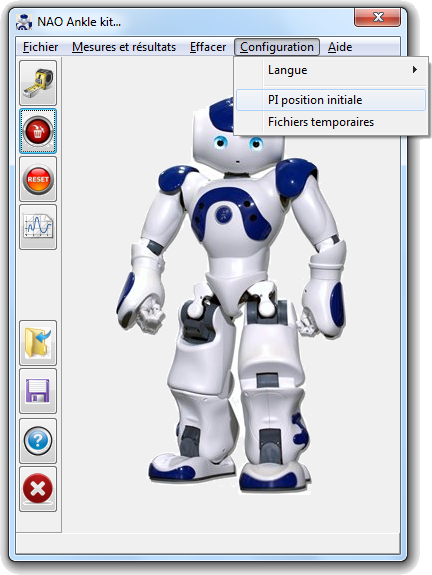 NAO Ankle kit...
Fichier Mesures et résultats Effacer Configuration Aide
Langue
PI position initiale
Fichiers temporaires
RESET
?